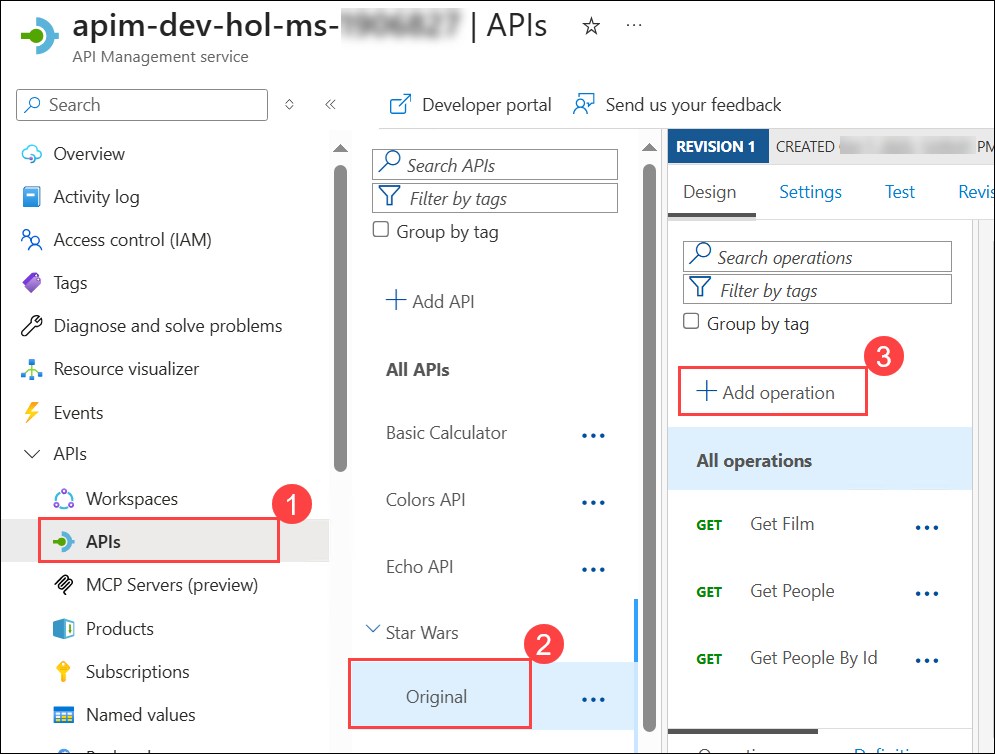 apim-dev-hol-ms- | APIs
API Management service
Search
Developer portal
Send us your feedback
Overview
Activity log
Access control (IAM)
Tags
Diagnose and solve problems
Resource visualizer
Events
APIs
Workspaces
1
APIs
MCP Servers (preview)
Products
Subscriptions
Named values
Search APIs
Filter by tags
Group by tag
Add API
All APIs
Basic Calculator
Colors API
Echo API
Star Wars
2
Original
REVISION 1 CREATED PM
Design Settings Test Revis
Search operations
Filter by tags
Group by tag
3
Add operation
All operations
GET Get Film
GET Get People
GET Get People By Id